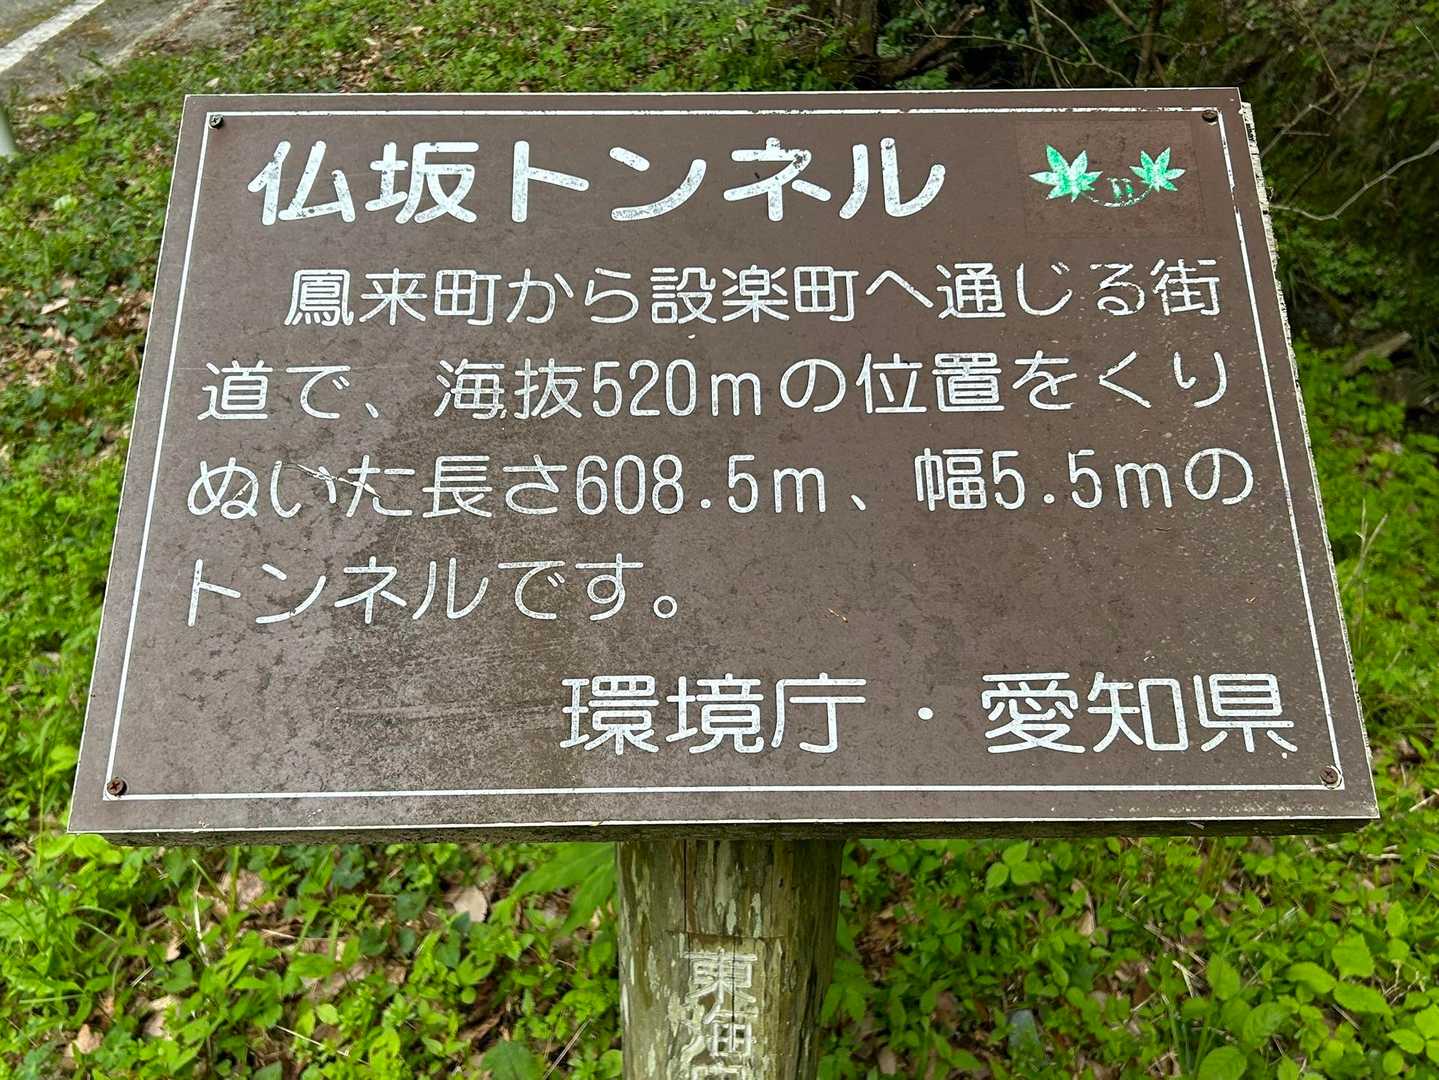 仏坂トンネル
鳳来町から設楽町へ通じる街
道で、海抜520mの位置をくり
ぬいた長さ608.5m、幅5.5mの
トンネルです。
環境庁・愛知県
東海